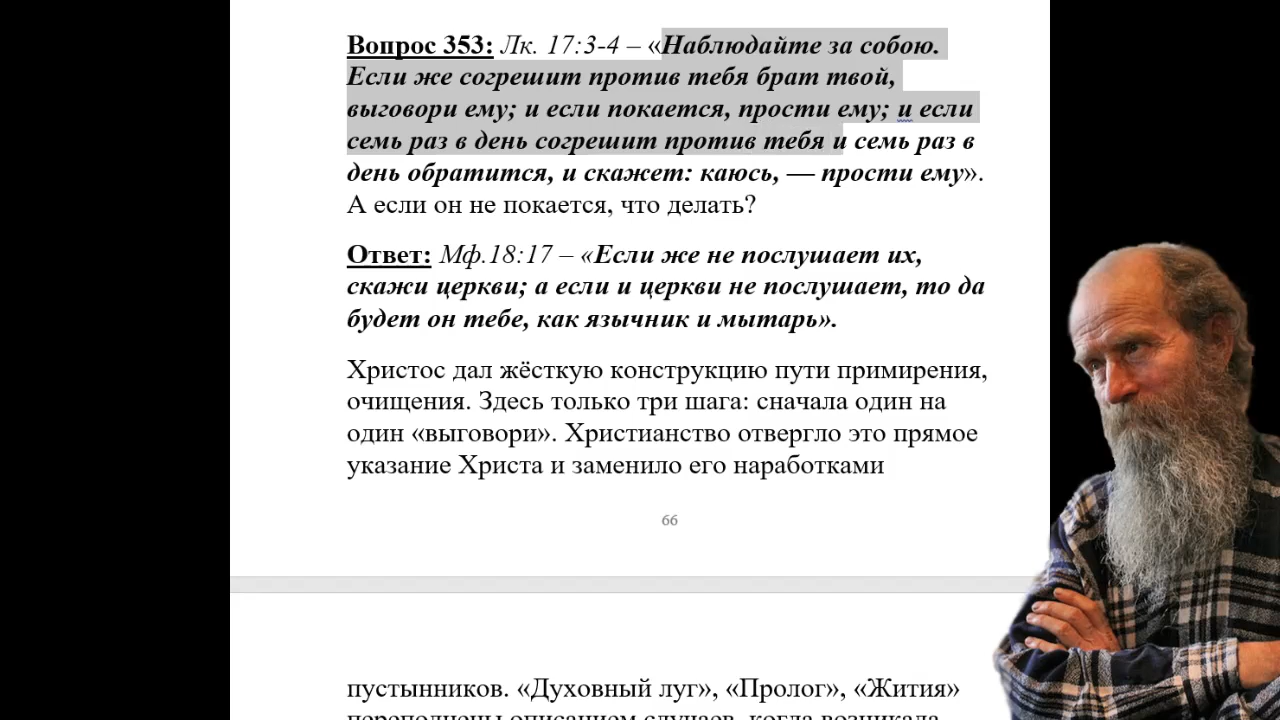 Вопрос 353: Лк. 17:3-4 – «Наблюдайте за собою.
Если же согрешит против тебя брат твой,
выговори ему; и если покается, прости ему; и если
семь раз в день согрешит против тебя и семь раз в
день обратится, и скажет: каюсь, — прости ему».
А если он не покается, что делать?
Ответ: Мф.18:17 – «Если же не послушает их,
скажи церкви; а если и церкви не послушает, то да
будет он тебе, как язычник и мытарь».
Христос дал жёсткую конструкцию пути примирения,
очищения. Здесь только три шага: сначала один на
один «выговори». Христианство отвергло это прямое
указание Христа и заменило его наработками
66
пустынников. «Духовный луг», «Пролог», «Жития»
переполнены описанием случаев, когда возникала